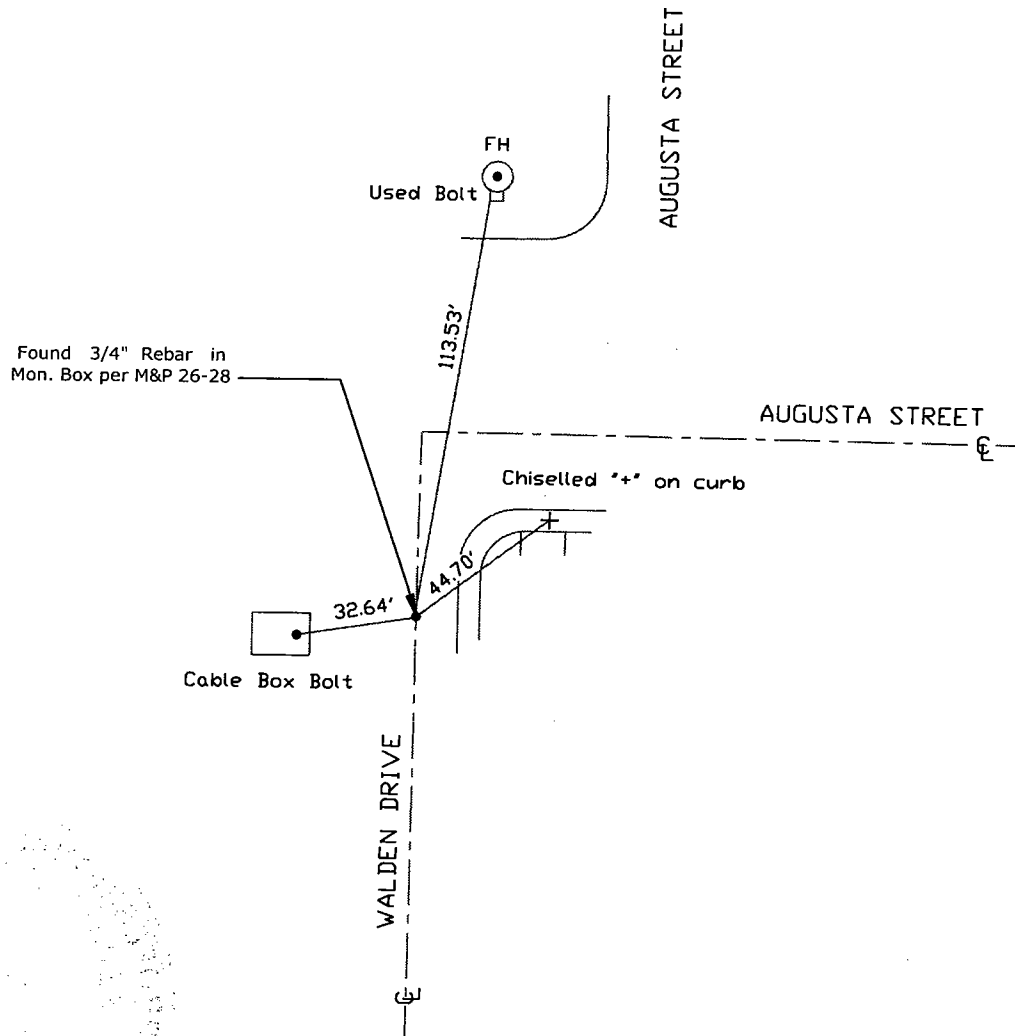 AUGUSTA STREET
FH
Used Bolt
113.53'
Found 3/4" Rebar in
Mon. Box per M&P 26-28
AUGUSTA STREET
℄
Chiselled "+" on curb
44.70'
32.64'
Cable Box Bolt
WALDEN DRIVE
℄